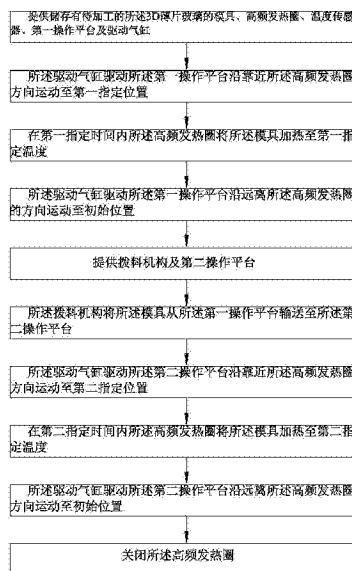 提供储存有待加工的所述3D薄片玻璃的模具、高频发热圈、温度传感
器、第一操作平台及驱动气缸
所述驱动气缸驱动所述第一操作平台沿靠近所述高频发热圈
方向运动至第一指定位置
在第一指定时间内所述高频发热圈将所述模具加热至第一指
定温度
所述驱动气缸驱动所述第一操作平台沿远离所述高频发热圈
的方向运动至初始位置
提供拨料机构及第二操作平台
所述拨料机构将所述模具从所述第一操作平台输送至所述第
二操作平台
所述驱动气缸驱动所述第二操作平台沿靠近所述高频发热圈
方向运动至第二指定位置
在第二指定时间内所述高频发热圈将所述模具加热至第二指
定温度
所述驱动气缸驱动所述第二操作平台沿远离所述高频发热圈
方向运动至初始位置
关闭所述高频发热圈